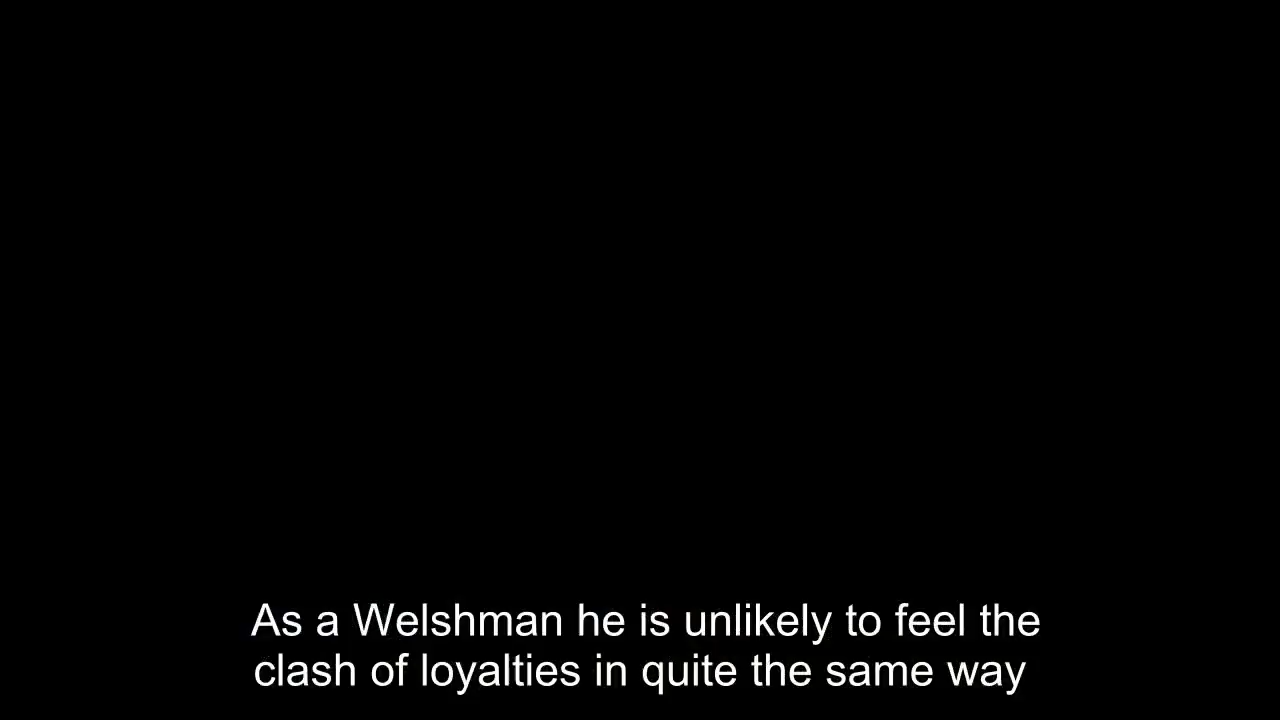 As a Welshman he is unlikely to feel the
clash of loyalties in quite the same way